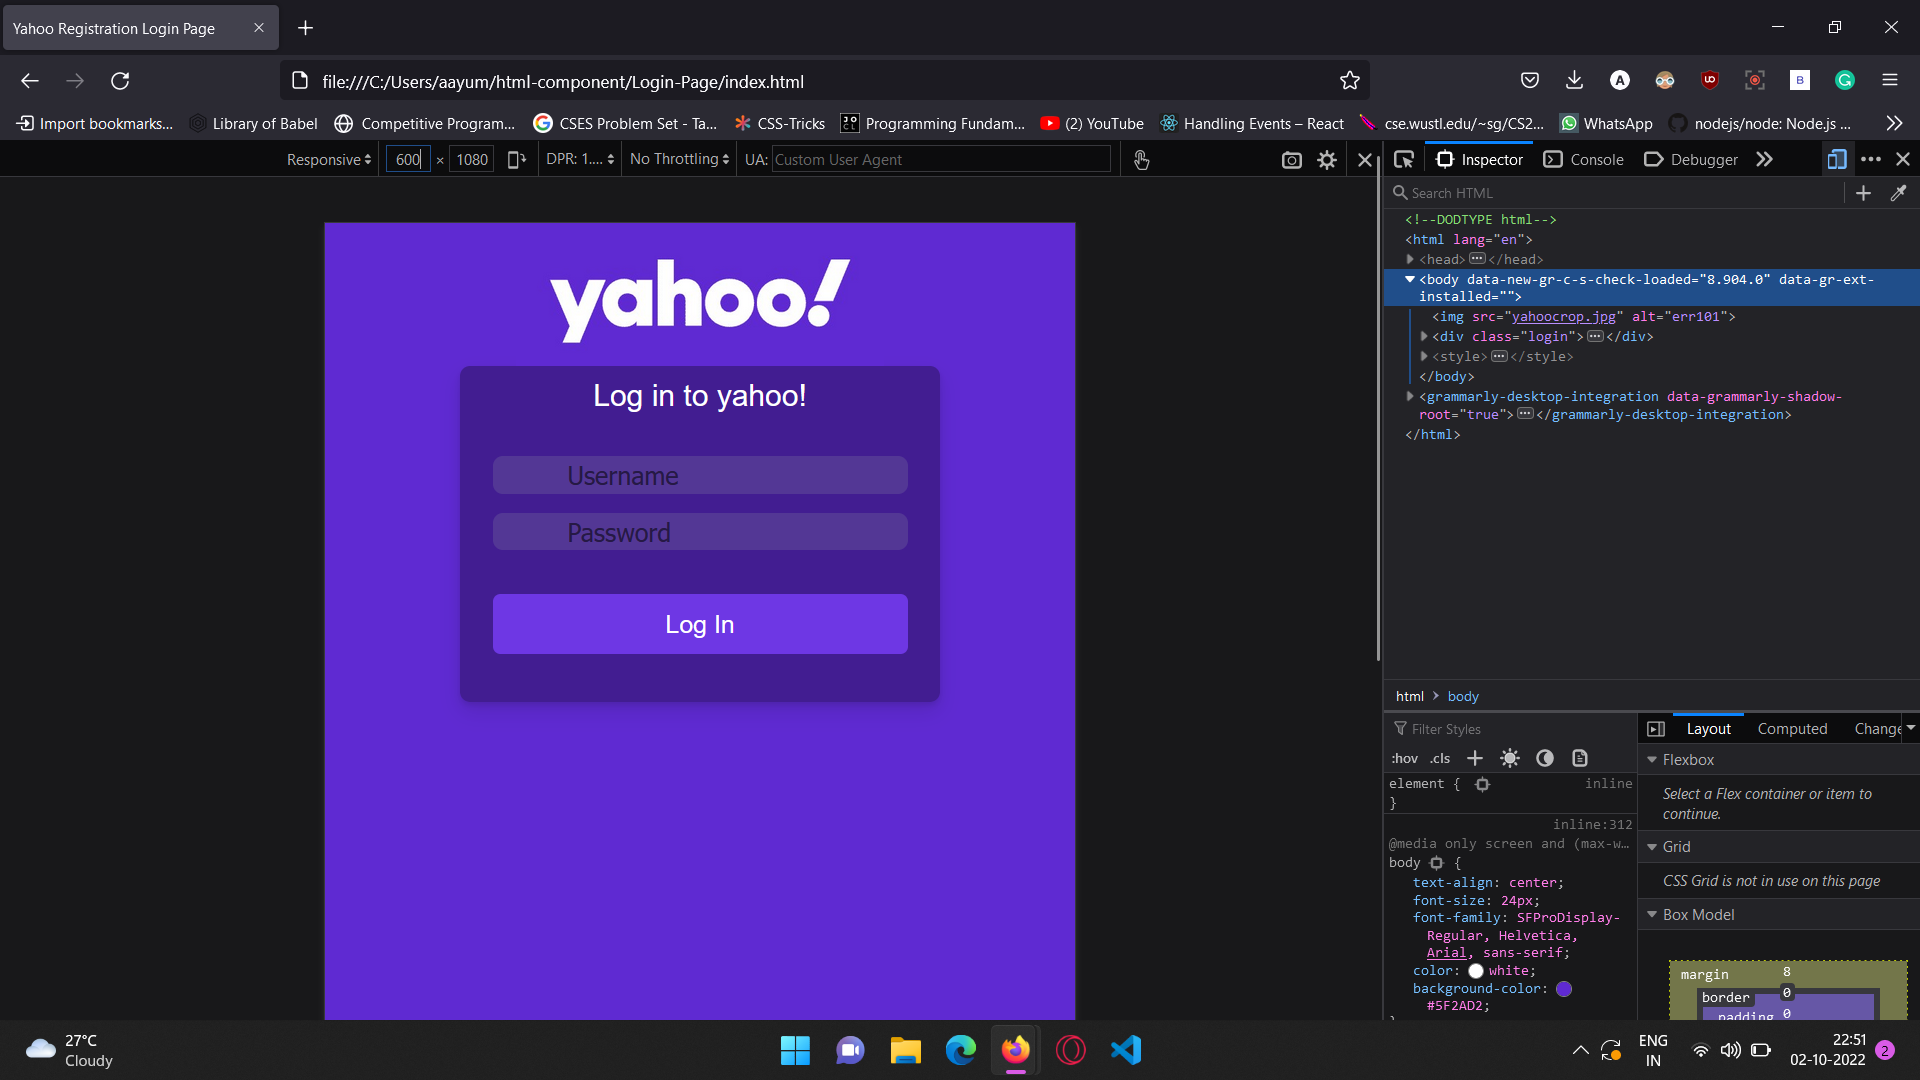 Yahoo Registration Login Page
file:///C:/Users/aayum/html-component/Login-Page/index.html
Import bookmarks... Library of Babel Competitive Program... CSES Problem Set - Ta... CSS-Tricks Programming Fundam... (2) YouTube Handling Events – React cse.wustl.edu/~sg/CS2... WhatsApp nodejs/node: Node.js ...
Responsive 600 × 1080 DPR: 1.... No Throttling UA: Custom User Agent
Inspector Console Debugger
Search HTML
<!--DODTYPE html-->
<html lang="en">
<head></head>
<body data-new-gr-c-s-check-loaded="8.904.0" data-gr-ext-
installed="">
<img src="yahoocrop.jpg" alt="err101">
<div class="login"></div>
<style></style>
</body>
<grammarly-desktop-integration data-grammarly-shadow-
root="true"></grammarly-desktop-integration>
</html>
yahoo!
Log in to yahoo!
Username
Password
Log In
html body
Filter Styles
:hov .cls
element { inline
}
inline:312
@media only screen and (max-w…
body {
text-align: center;
font-size: 24px;
font-family: SFProDisplay-
Regular, Helvetica,
Arial, sans-serif;
color: white;
background-color:
#5F2AD2;
Layout Computed Change
Flexbox
Select a Flex container or item to
continue.
Grid
CSS Grid is not in use on this page
Box Model
margin 8
border 0
padding 0
27°C
Cloudy
ENG
IN
22:51
02-10-2022
2